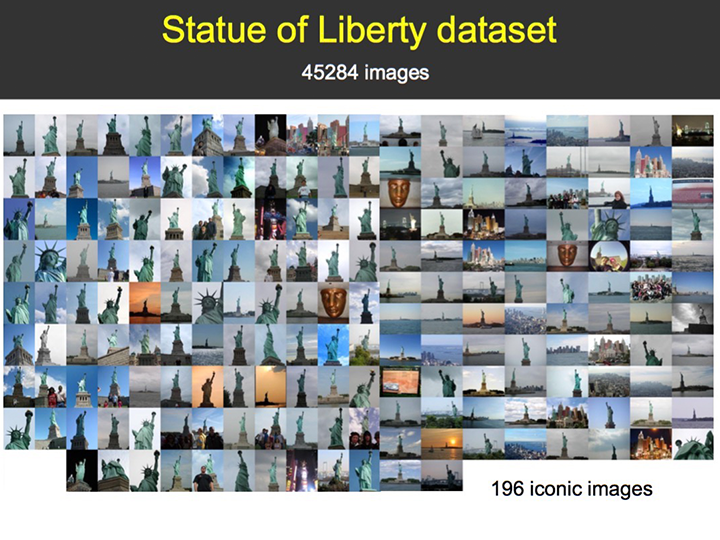 Statue of Liberty dataset
45284 images
196 iconic images